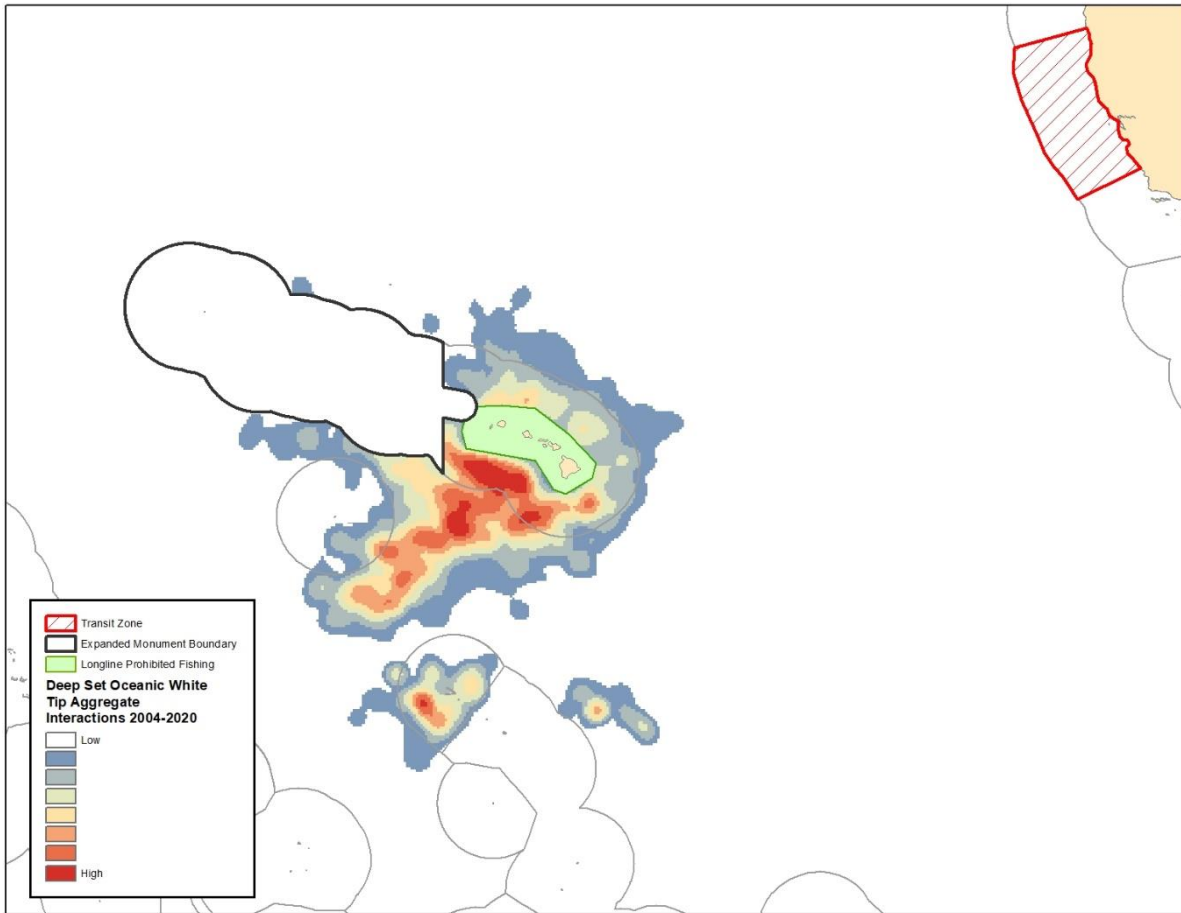 Transit Zone
Expanded Monument Boundary
Longline Prohibited Fishing
Deep Set Oceanic White
Tip Aggregate
Interactions 2004-2020
Low
High